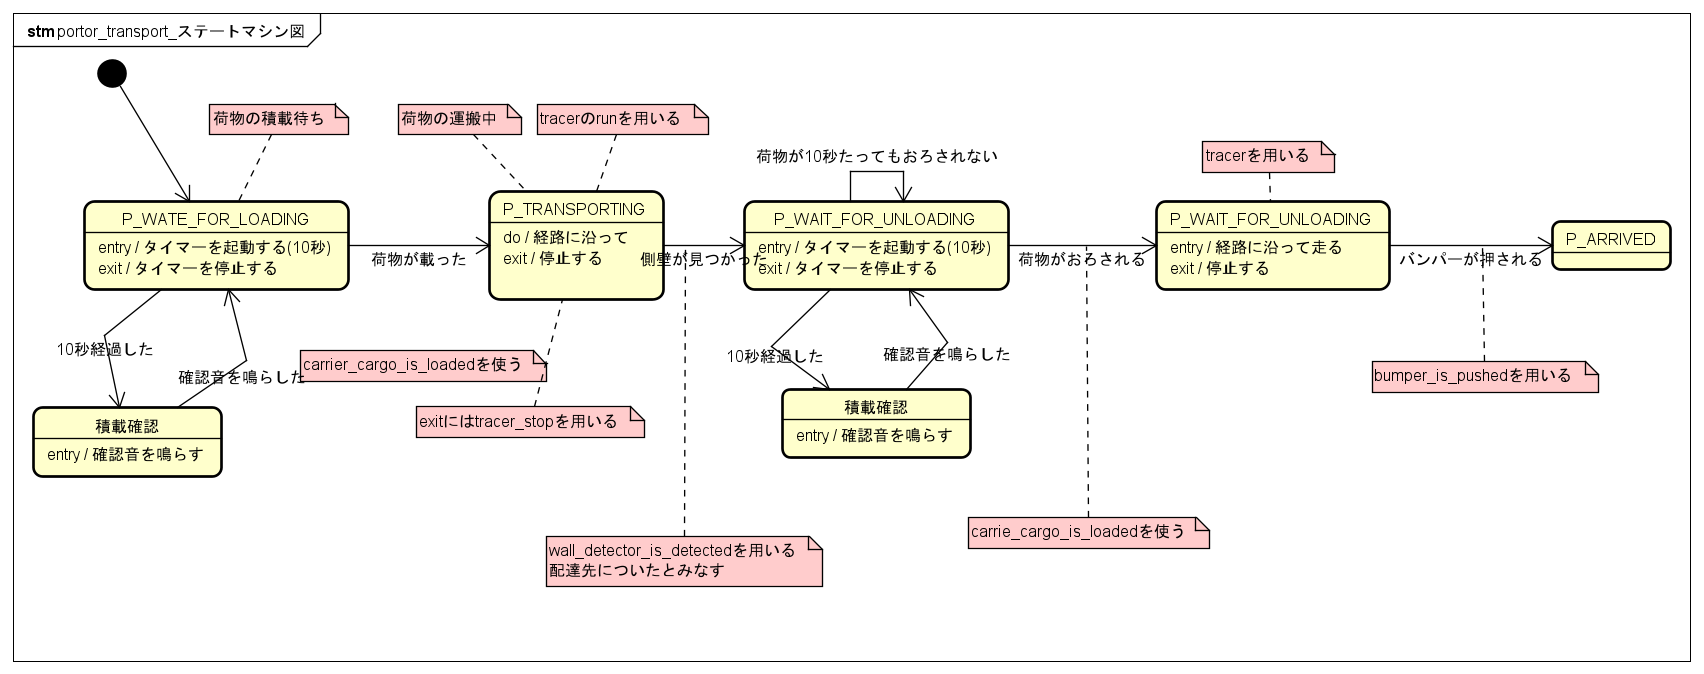 stm portor_transport_ステートマシン図
荷物の積載待ち
荷物の運搬中
tracerのrunを用いる
荷物が10秒たってもおろされない
tracerを用いる
P_WATE_FOR_LOADING
entry / タイマーを起動する(10秒)
exit / タイマーを停止する
荷物が載った
P_TRANSPORTING
do / 経路に沿って
exit / 停止する
側壁が見つかった
P_WAIT_FOR_UNLOADING
entry / タイマーを起動する(10秒)
exit / タイマーを停止する
荷物がおろされる
P_WAIT_FOR_UNLOADING
entry / 経路に沿って走る
exit / 停止する
バンパーが押される
P_ARRIVED
10秒経過した
確認音を鳴らした
carrier_cargo_is_loadedを使う
10秒経過した
確認音を鳴らした
bumper_is_pushedを用いる
積載確認
entry / 確認音を鳴らす
exitにはtracer_stopを用いる
積載確認
entry / 確認音を鳴らす
carrie_cargo_is_loadedを使う
wall_detector_is_detectedを用いる
配達先についたとみなす